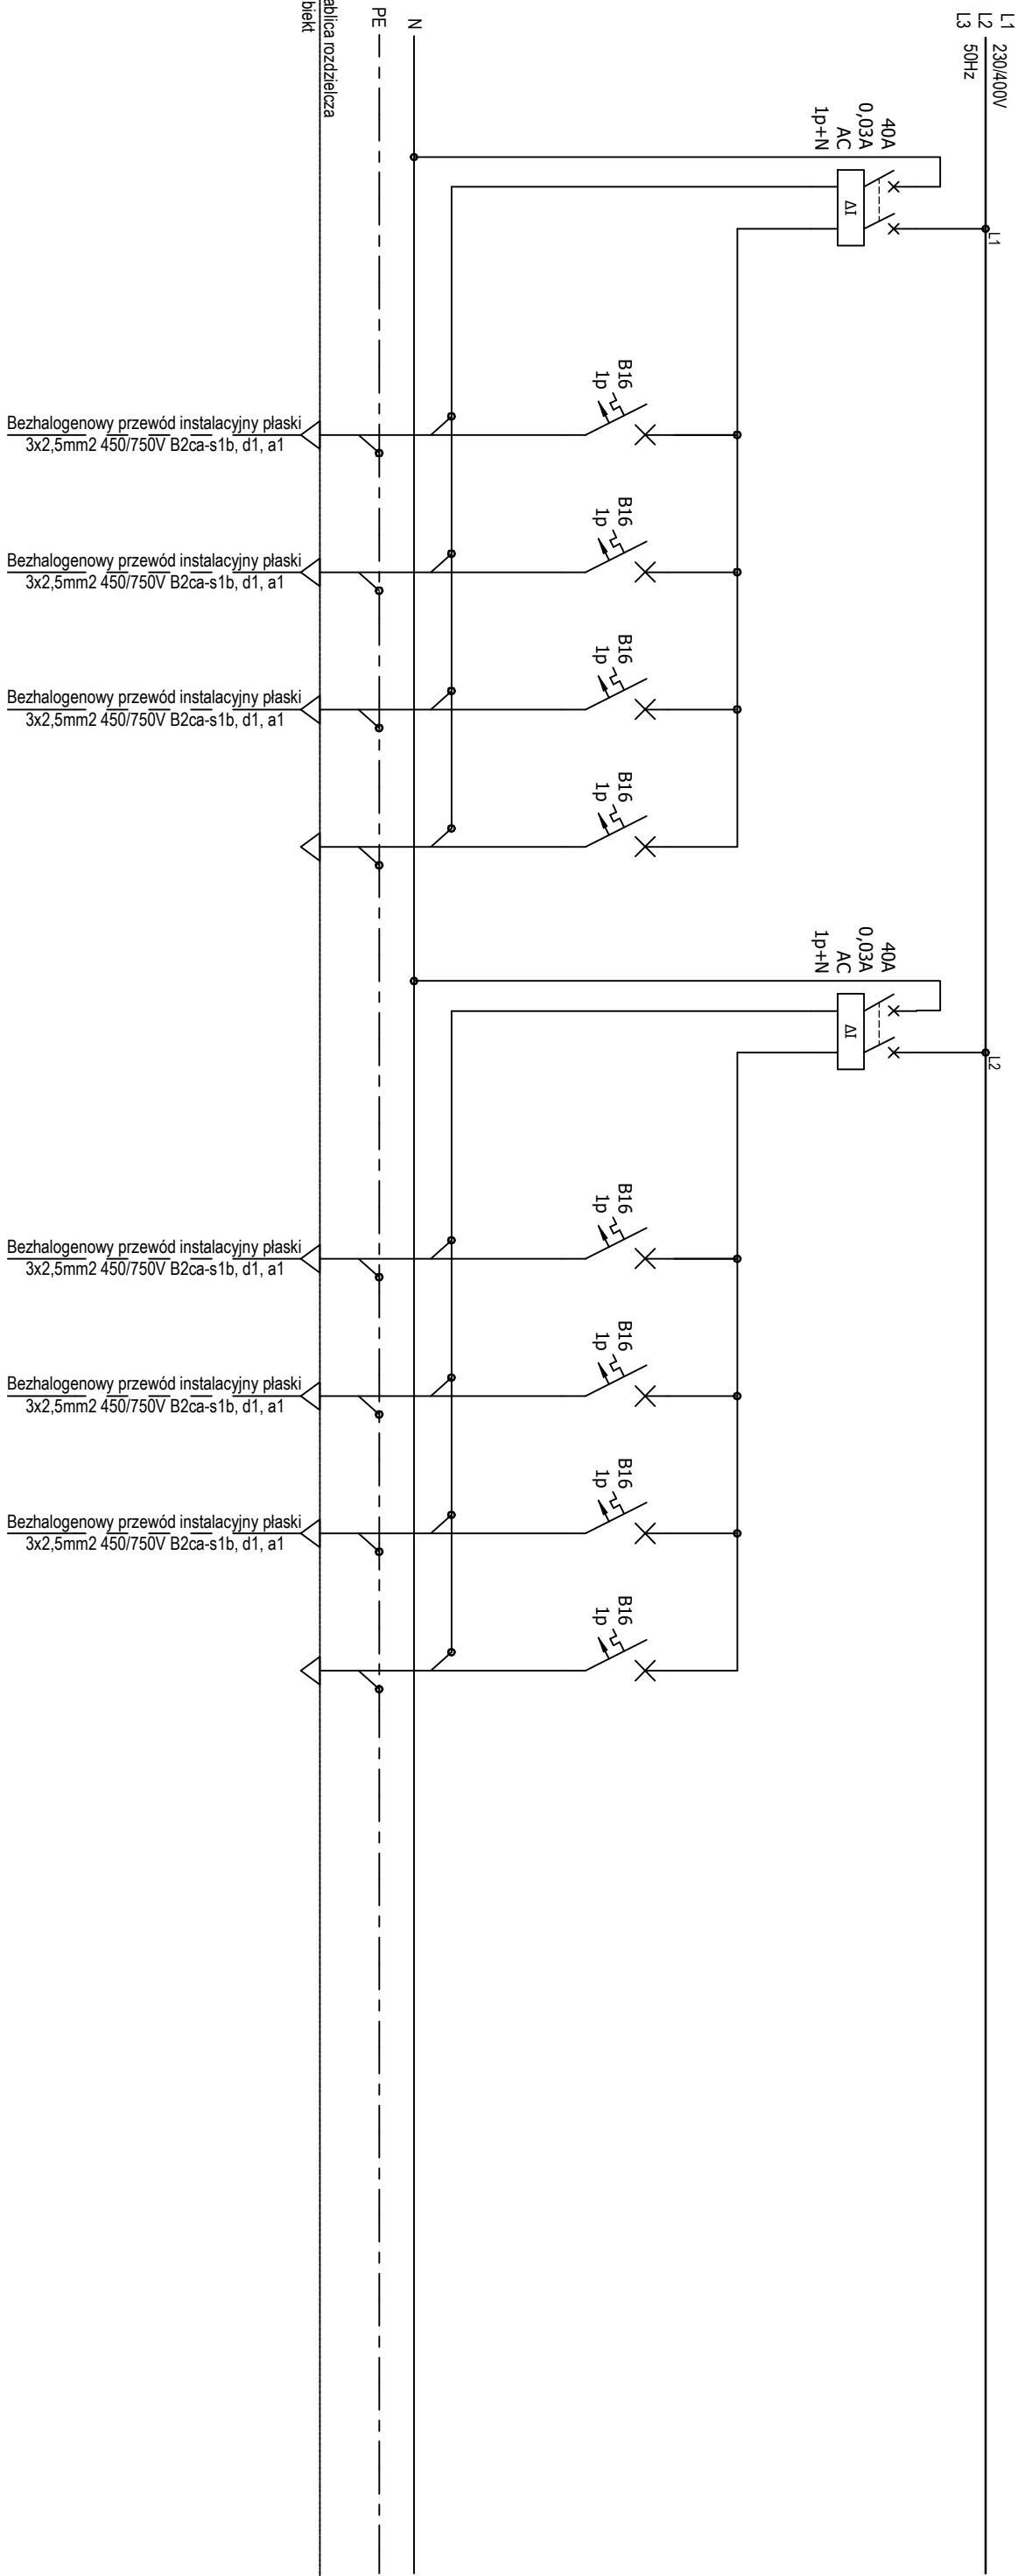 L1
L2
L3
230/400V
50Hz
N
PE
ablica rozdzielcza
biekt
40A
0,03A
AC
1p+N
ΔI
L1
B16
1p
Bezhalogenowy przewód instalacyjny płaski
3x2,5mm2 450/750V B2ca-s1b, d1, a1
B16
1p
Bezhalogenowy przewód instalacyjny płaski
3x2,5mm2 450/750V B2ca-s1b, d1, a1
B16
1p
Bezhalogenowy przewód instalacyjny płaski
3x2,5mm2 450/750V B2ca-s1b, d1, a1
B16
1p
40A
0,03A
AC
1p+N
ΔI
L2
B16
1p
Bezhalogenowy przewód instalacyjny płaski
3x2,5mm2 450/750V B2ca-s1b, d1, a1
B16
1p
Bezhalogenowy przewód instalacyjny płaski
3x2,5mm2 450/750V B2ca-s1b, d1, a1
B16
1p
Bezhalogenowy przewód instalacyjny płaski
3x2,5mm2 450/750V B2ca-s1b, d1, a1
B16
1p